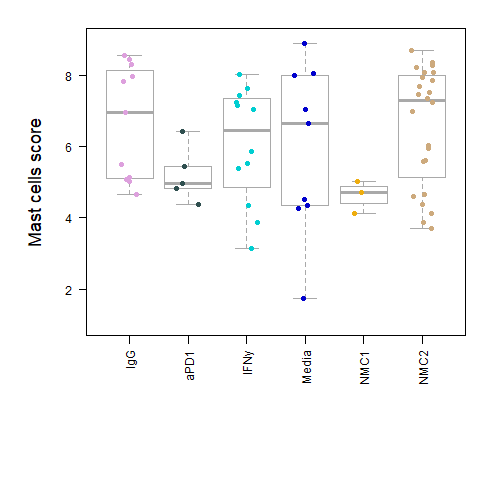 Mast cells score
8
6
4
2
IgG
aPD1
IFNy
Media
NMC1
NMC2